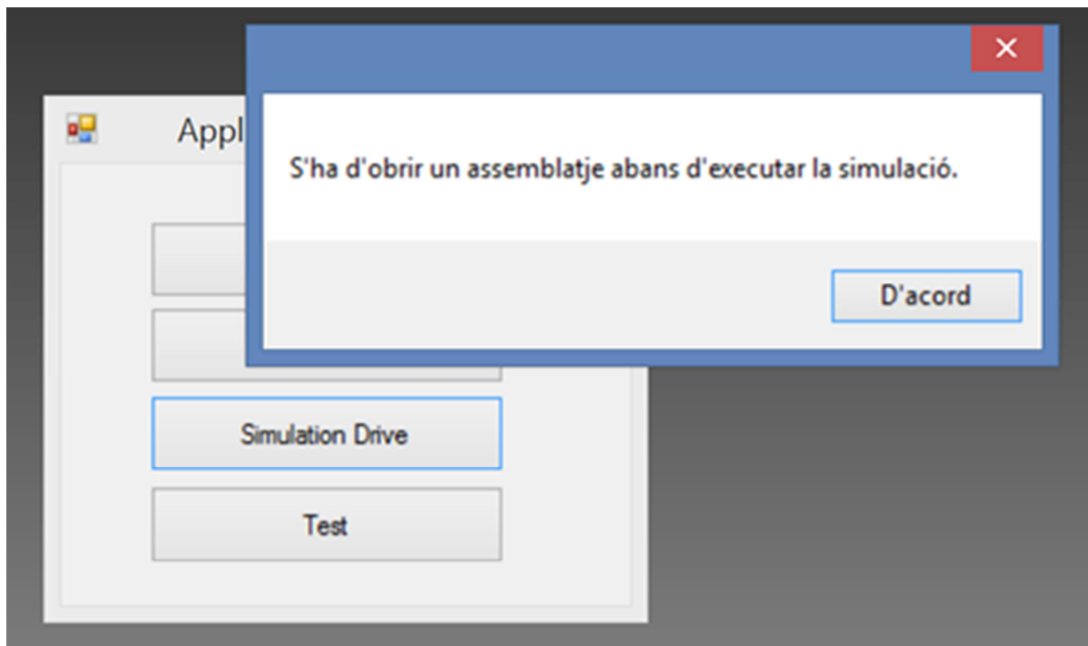 Appl
S'ha d'obrir un assemblatje abans d'executar la simulació.
D'acord
Simulation Drive
Test